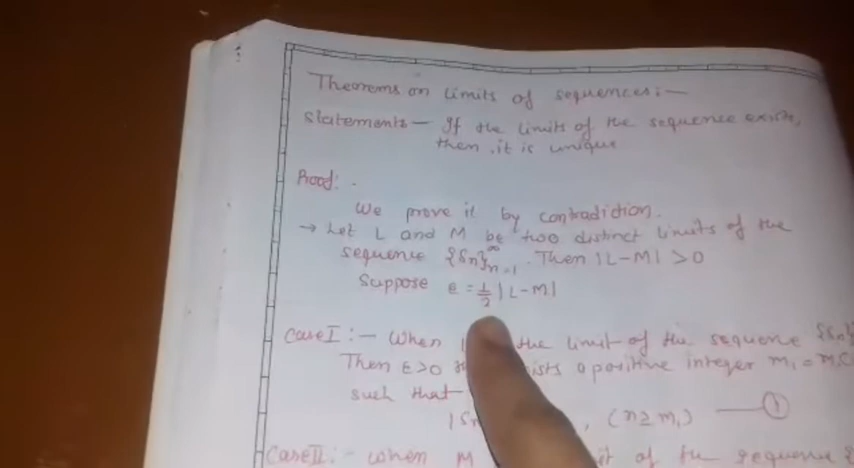 Theorems on limits of sequences:—
Statement:— If the limits of the sequence exists,
then, it is unique
Proof:-
We prove it by contradiction.
→ Let L and M be two distinct limits of the
sequence {Sn}∞n=1. Then |L-M| >0
Suppose ε = 1/2 |L-M|
Case I:— When the limit of the sequence {Sn}
Then ε>0 a positive integer m1 =
such that
|Sn , (n≥m1) — ①
Case II:— When M of the sequence {